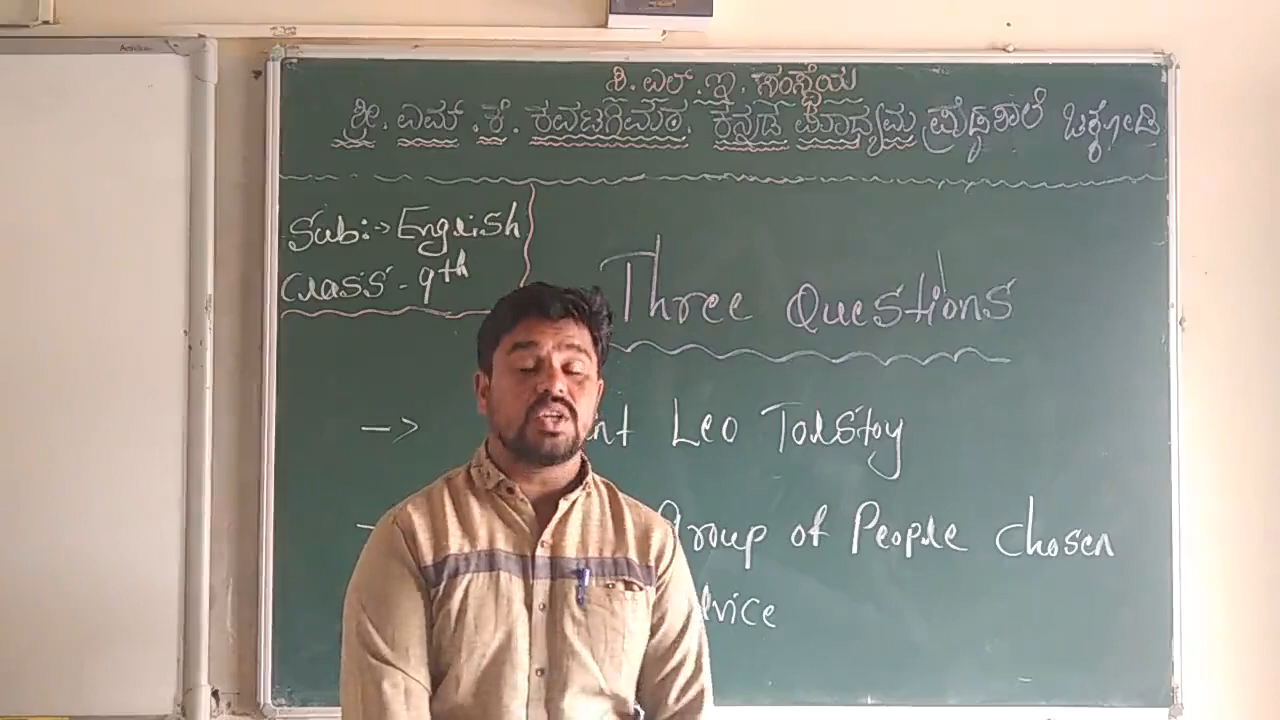 ಶಿ. ಎಲ್. ಇ. ಸಂಸ್ಥೆಯ
ಶ್ರೀ. ಎಮ್. ಕೆ. ಕವಟಗಿಮಠ. ಕನ್ನಡ ಮಾಧ್ಯಮ ಪ್ರೌಢಶಾಲೆ ಚಿಕ್ಕೋಡಿ
Sub:-> English
Class - 9th
Three Questions
-> Leo Tolstoy
Group of People chosen